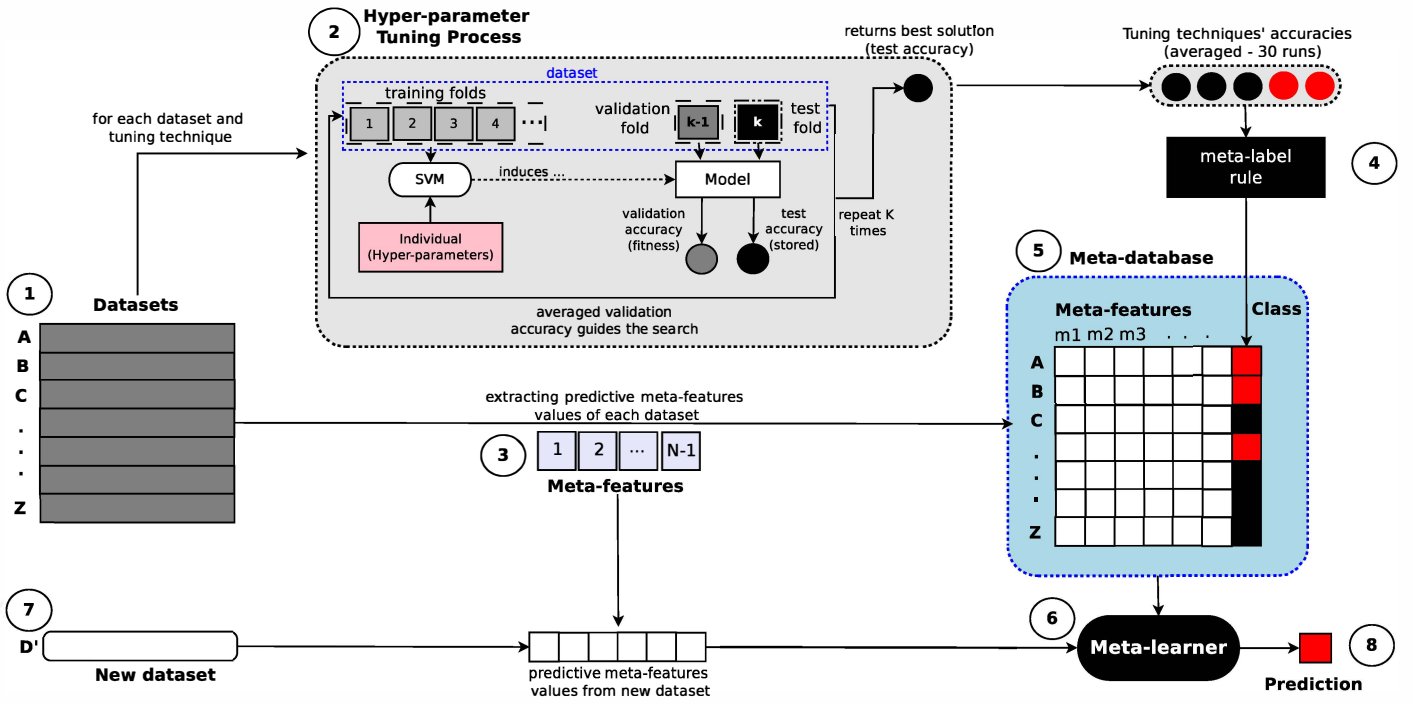 2
Hyper-parameter
Tuning Process
returns best solution
(test accuracy)
Tuning techniques' accuracies
(averaged - 30 runs)
for each dataset and
tuning technique
dataset
training folds
1
2
3
4
...
validation
fold
k-1
k
test
fold
SVM
induces ...
Model
Individual
(Hyper-parameters)
validation
accuracy
(fitness)
test
accuracy
(stored)
repeat K
times
averaged validation
accuracy guides the search
meta-label
rule
4
1
Datasets
A
B
C
.
.
.
Z
5
Meta-database
Meta-features
Class
m1 m2 m3 . . .
A
B
C
.
.
.
Z
extracting predictive meta-features
values of each dataset
3
1
2
...
N-1
Meta-features
7
D'
New dataset
predictive meta-features
values from new dataset
6
Meta-learner
8
Prediction